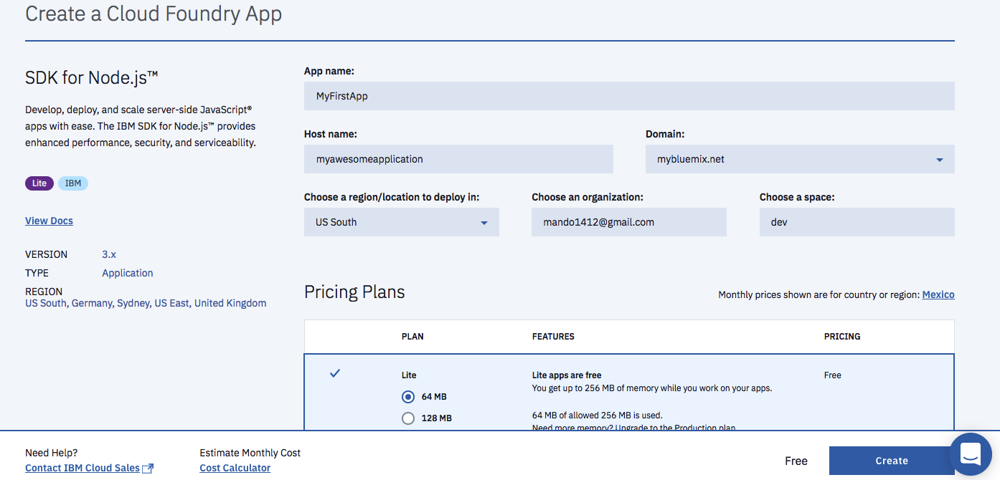 Create a Cloud Foundry App
SDK for Node.js™
Develop, deploy, and scale server-side JavaScript®
apps with ease. The IBM SDK for Node.js™ provides
enhanced performance, security, and serviceability.
Lite IBM
View Docs
VERSION 3.x
TYPE Application
REGION
US South, Germany, Sydney, US East, United Kingdom
App name:
MyFirstApp
Host name:
myawesomeapplication
Domain:
mybluemix.net
Choose a region/location to deploy in:
US South
Choose an organization:
mando1412@gmail.com
Choose a space:
dev
Pricing Plans
Monthly prices shown are for country or region: Mexico
PLAN FEATURES PRICING
Lite
64 MB
128 MB
Lite apps are free
You get up to 256 MB of memory while you work on your apps.
64 MB of allowed 256 MB is used.
Need more memory? Upgrade to the Production plan
Free
Need Help?
Contact IBM Cloud Sales
Estimate Monthly Cost
Cost Calculator
Free
Create